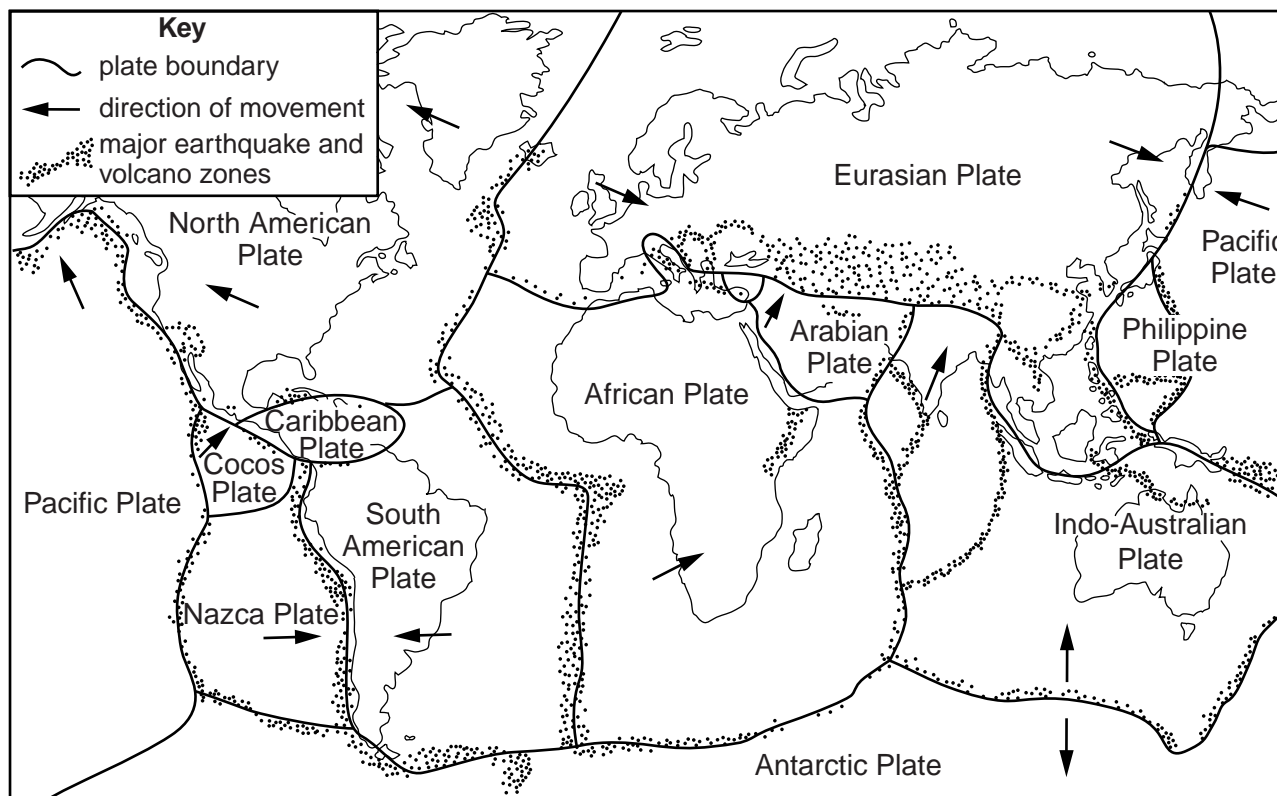 Key
plate boundary
direction of movement
major earthquake and
volcano zones
North American
Plate
Eurasian Plate
Pacific
Plate
Philippine
Plate
Arabian
Plate
African Plate
Caribbean
Plate
Cocos
Plate
Pacific Plate
South
American
Plate
Indo-Australian
Plate
Nazca Plate
Antarctic Plate